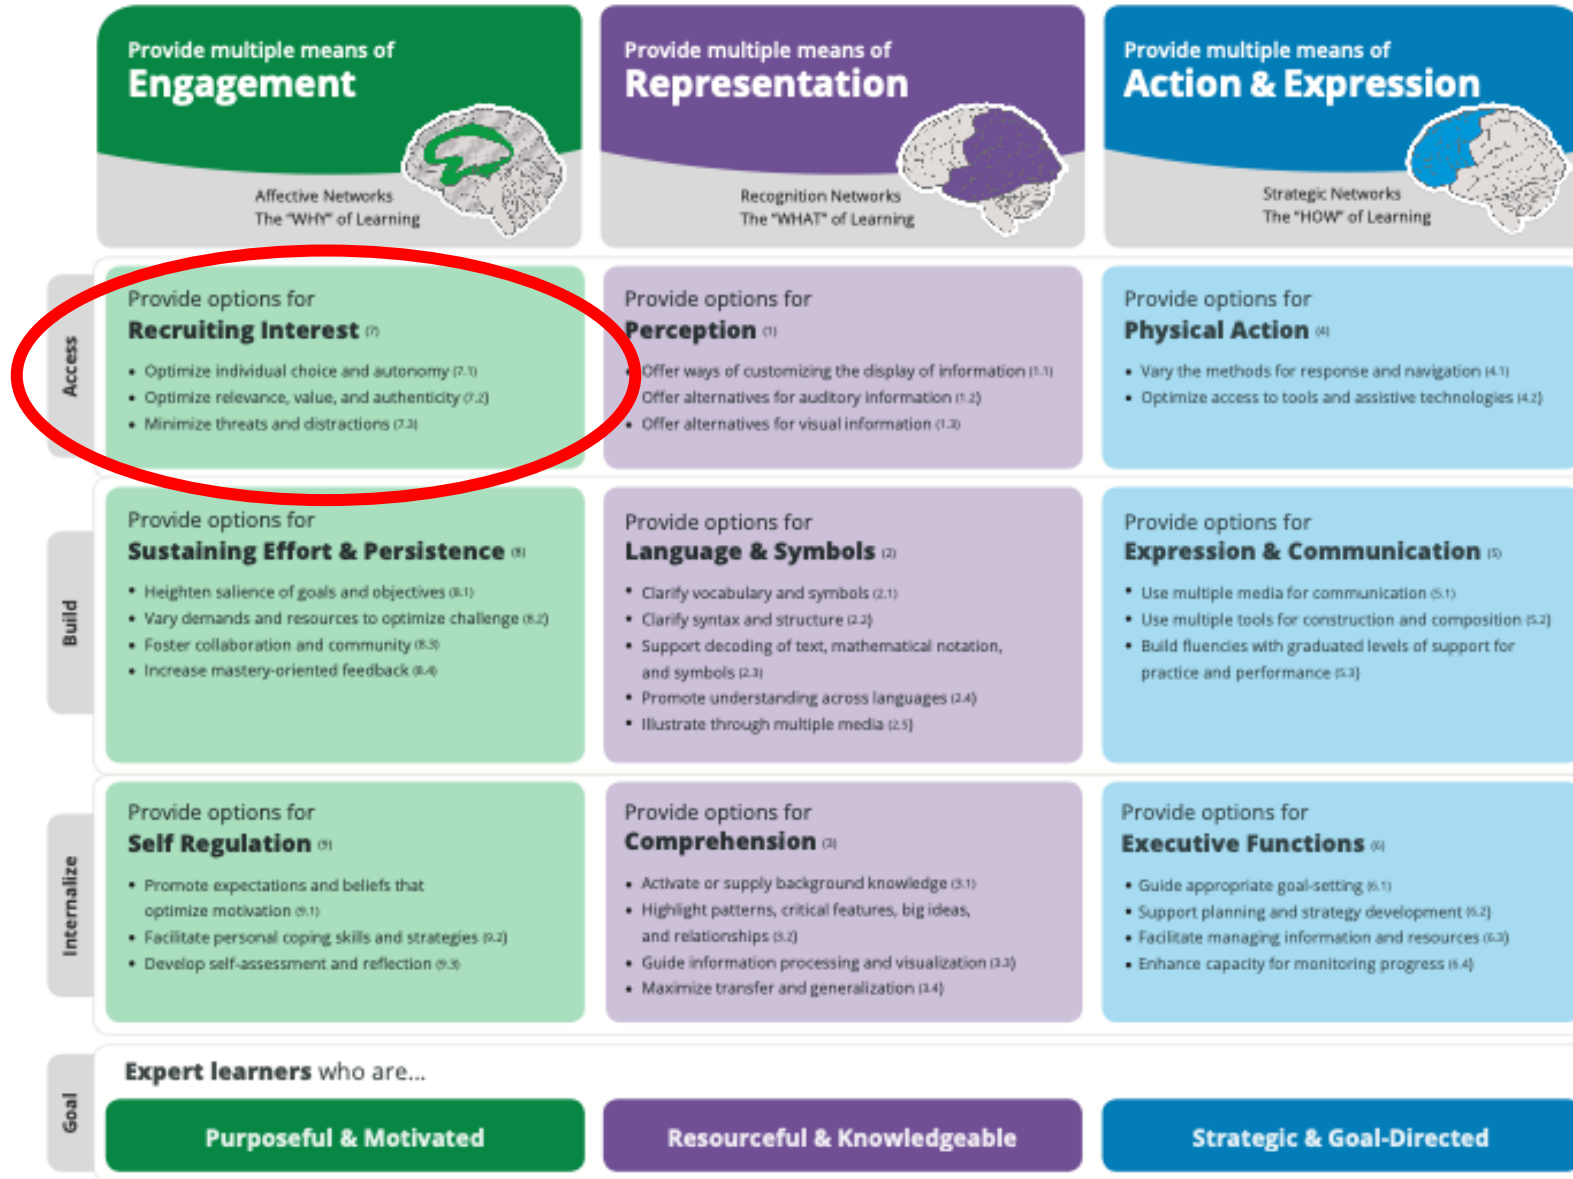 Provide multiple means of
Engagement
Affective Networks
The "WHY" of Learning
Provide multiple means of
Representation
Recognition Networks
The "WHAT" of Learning
Provide multiple means of
Action & Expression
Strategic Networks
The "HOW" of Learning
Access
Provide options for
Recruiting Interest (7)
• Optimize individual choice and autonomy (7.1)
• Optimize relevance, value, and authenticity (7.2)
• Minimize threats and distractions (7.3)
Provide options for
Perception (1)
• Offer ways of customizing the display of information (1.1)
Offer alternatives for auditory information (1.2)
• Offer alternatives for visual information (1.3)
Provide options for
Physical Action (4)
• Vary the methods for response and navigation (4.1)
• Optimize access to tools and assistive technologies (4.2)
Build
Provide options for
Sustaining Effort & Persistence (8)
• Heighten salience of goals and objectives (8.1)
• Vary demands and resources to optimize challenge (8.2)
• Foster collaboration and community (8.3)
• Increase mastery-oriented feedback (8.4)
Provide options for
Language & Symbols (2)
• Clarify vocabulary and symbols (2.1)
• Clarify syntax and structure (2.2)
• Support decoding of text, mathematical notation,
and symbols (2.3)
• Promote understanding across languages (2.4)
• Illustrate through multiple media (2.5)
Provide options for
Expression & Communication (5)
• Use multiple media for communication (5.1)
• Use multiple tools for construction and composition (5.2)
• Build fluencies with graduated levels of support for
practice and performance (5.3)
Internalize
Provide options for
Self Regulation (9)
• Promote expectations and beliefs that
optimize motivation (9.1)
• Facilitate personal coping skills and strategies (9.2)
• Develop self-assessment and reflection (9.3)
Provide options for
Comprehension (3)
• Activate or supply background knowledge (3.1)
• Highlight patterns, critical features, big ideas,
and relationships (3.2)
• Guide information processing and visualization (3.3)
• Maximize transfer and generalization (3.4)
Provide options for
Executive Functions (6)
• Guide appropriate goal-setting (6.1)
• Support planning and strategy development (6.2)
• Facilitate managing information and resources (6.3)
• Enhance capacity for monitoring progress (6.4)
Goal
Expert learners who are...
Purposeful & Motivated
Resourceful & Knowledgeable
Strategic & Goal-Directed